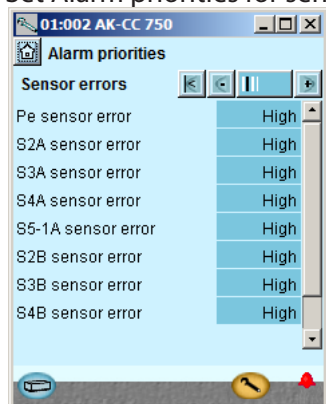 Set Alarm priorities for sen
01:002 AK-CC 750
Alarm priorities
Sensor errors
Pe sensor error High
S2A sensor error High
S3A sensor error High
S4A sensor error High
S5-1A sensor error High
S2B sensor error High
S3B sensor error High
S4B sensor error High